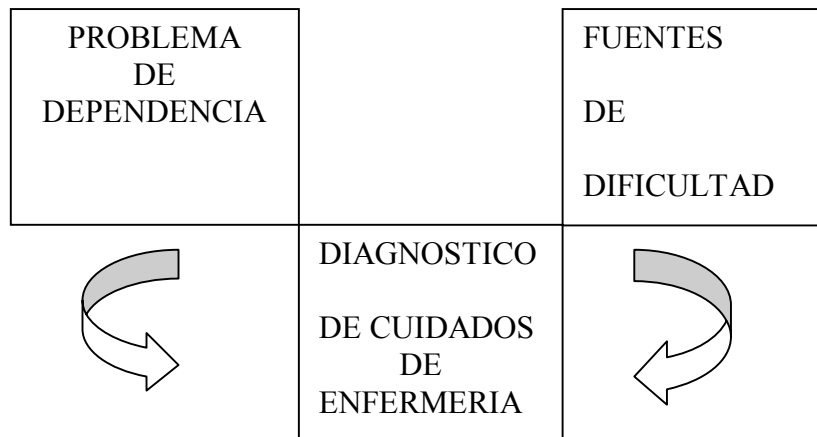 PROBLEMA
DE
DEPENDENCIA
FUENTES
DE
DIFICULTAD
DIAGNOSTICO
DE CUIDADOS
DE
ENFERMERIA